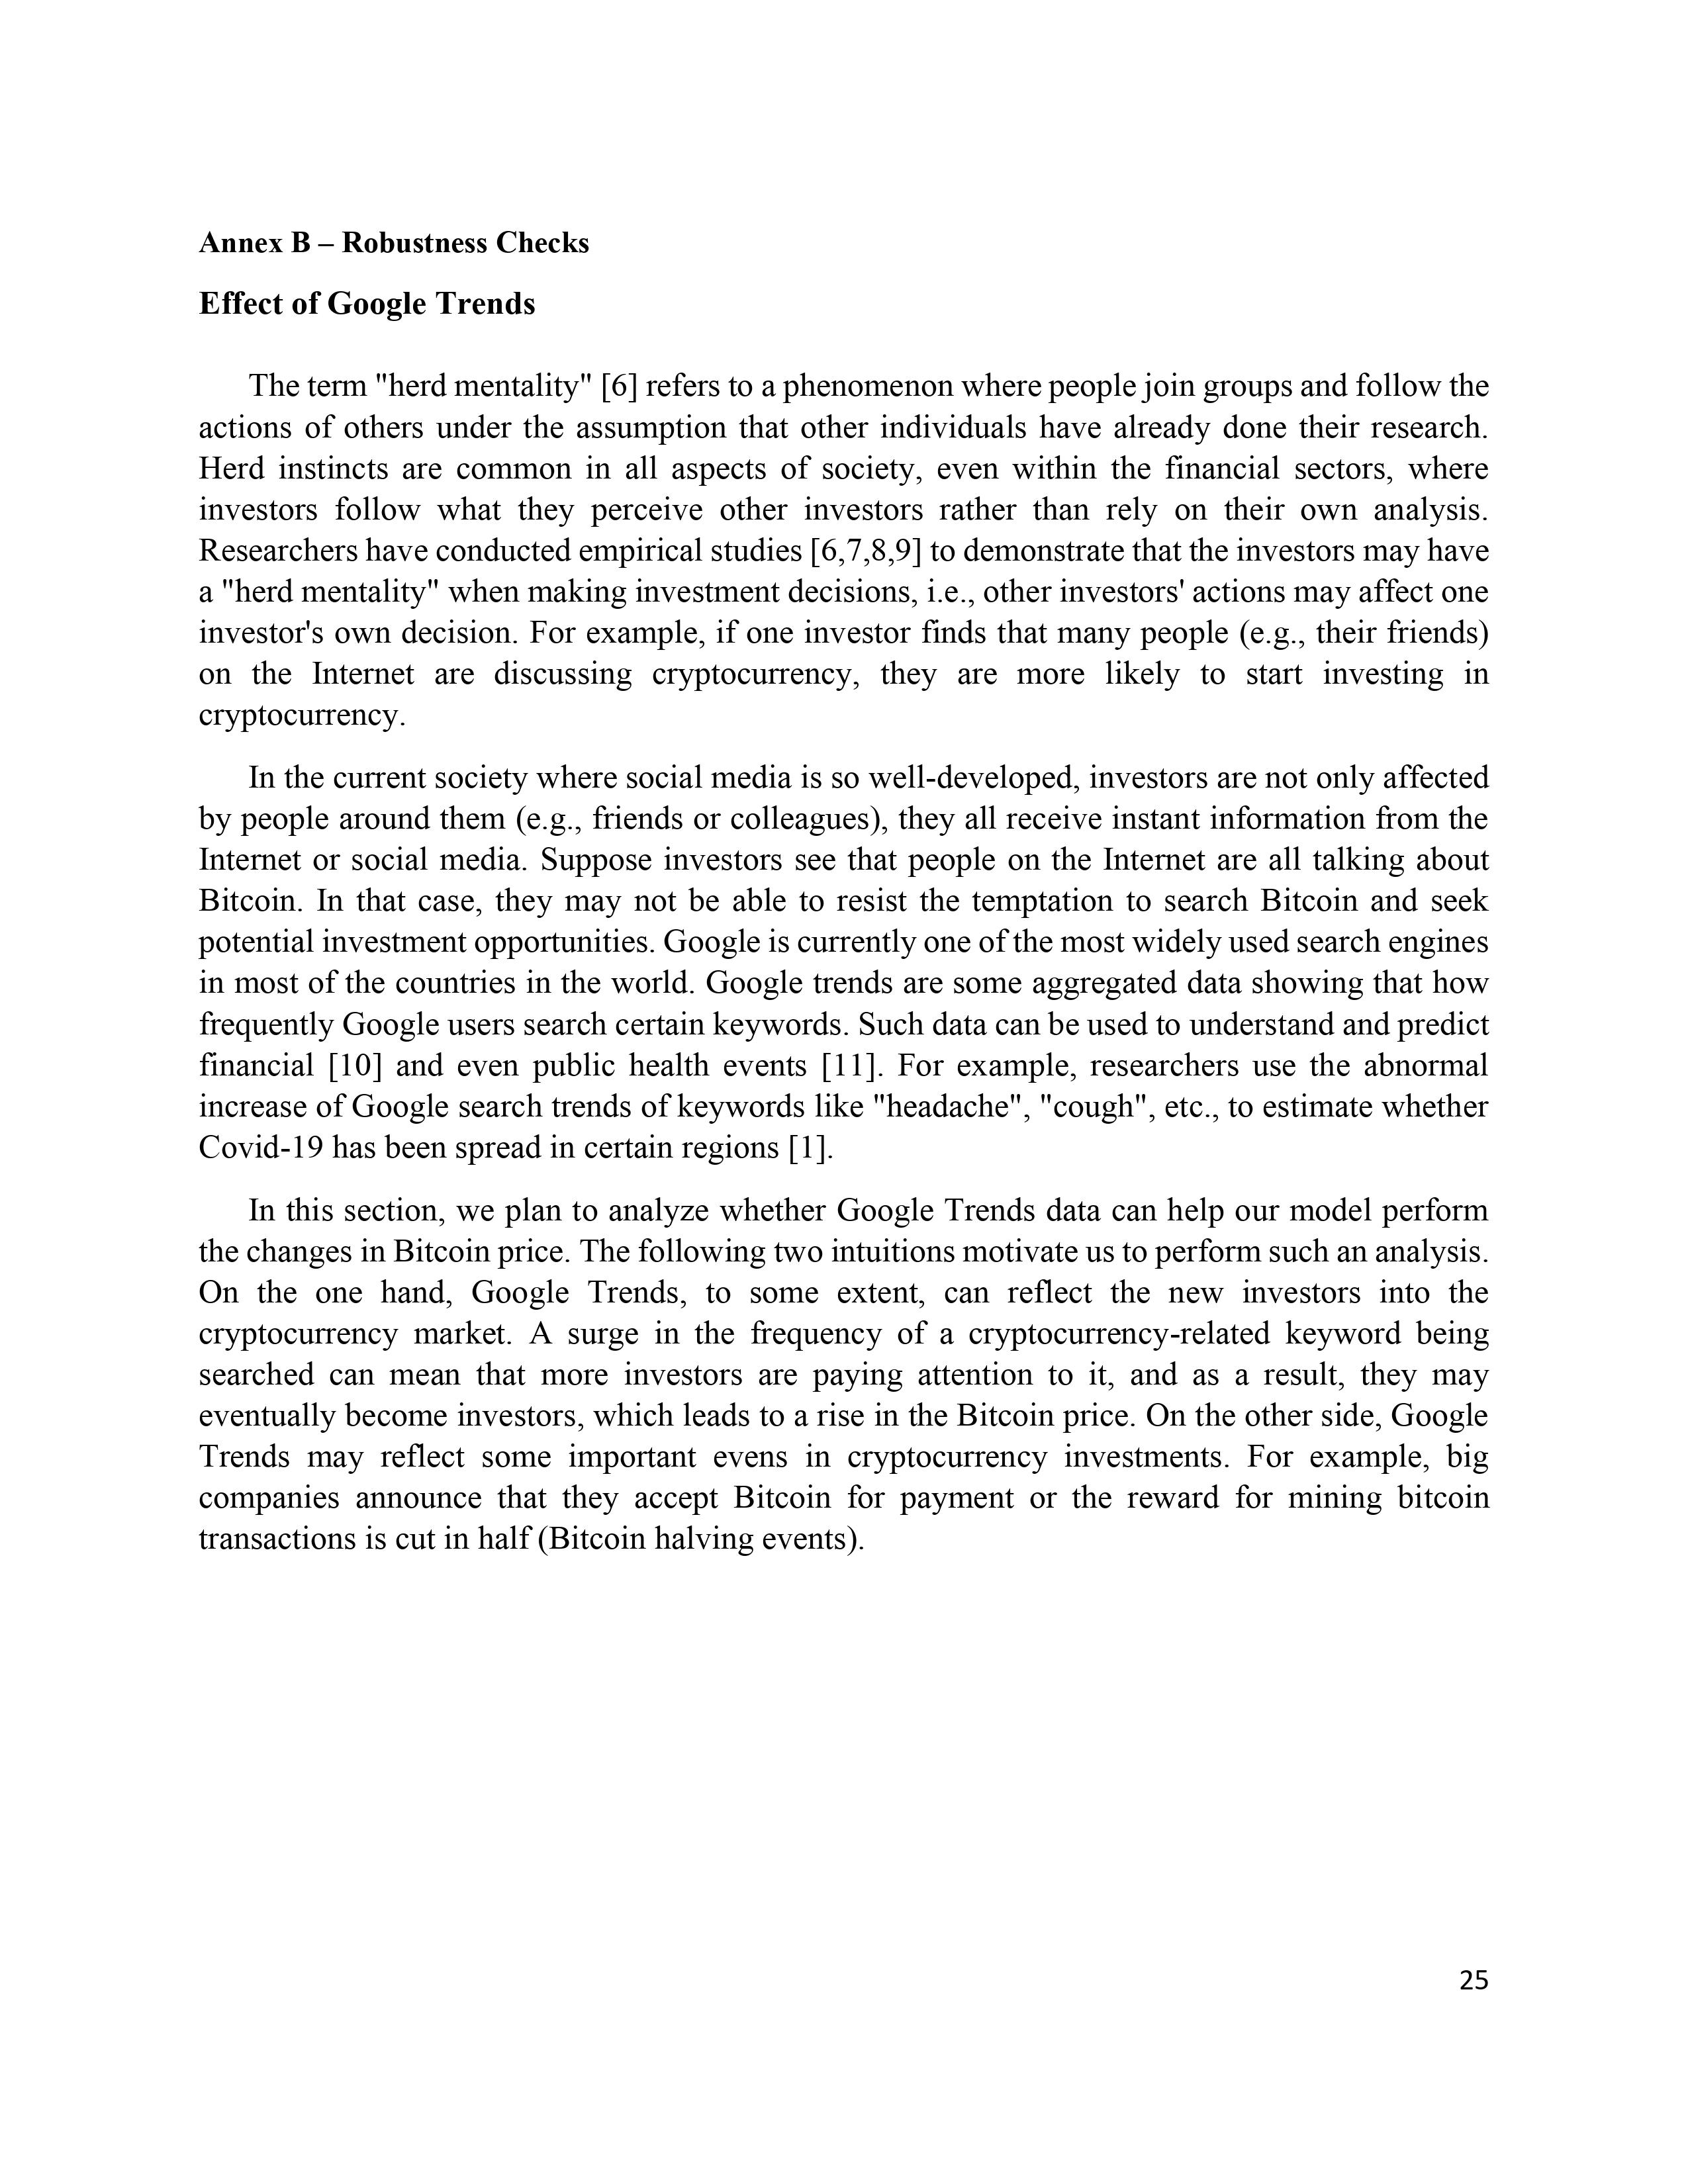 Annex B – Robustness Checks
Effect of Google Trends
The term "herd mentality" [6] refers to a phenomenon where people join groups and follow the
actions of others under the assumption that other individuals have already done their research.
Herd instincts are common in all aspects of society, even within the financial sectors, where
investors follow what they perceive other investors rather than rely on their own analysis.
Researchers have conducted empirical studies [6,7,8,9] to demonstrate that the investors may have
a "herd mentality" when making investment decisions, i.e., other investors' actions may affect one
investor's own decision. For example, if one investor finds that many people (e.g., their friends)
on the Internet are discussing cryptocurrency, they are more likely to start investing in
cryptocurrency.
In the current society where social media is so well-developed, investors are not only affected
by people around them (e.g., friends or colleagues), they all receive instant information from the
Internet or social media. Suppose investors see that people on the Internet are all talking about
Bitcoin. In that case, they may not be able to resist the temptation to search Bitcoin and seek
potential investment opportunities. Google is currently one of the most widely used search engines
in most of the countries in the world. Google trends are some aggregated data showing that how
frequently Google users search certain keywords. Such data can be used to understand and predict
financial [10] and even public health events [11]. For example, researchers use the abnormal
increase of Google search trends of keywords like "headache", "cough", etc., to estimate whether
Covid-19 has been spread in certain regions [1].
In this section, we plan to analyze whether Google Trends data can help our model perform
the changes in Bitcoin price. The following two intuitions motivate us to perform such an analysis.
On the one hand, Google Trends, to some extent, can reflect the new investors into the
cryptocurrency market. A surge in the frequency of a cryptocurrency-related keyword being
searched can mean that more investors are paying attention to it, and as a result, they may
eventually become investors, which leads to a rise in the Bitcoin price. On the other side, Google
Trends may reflect some important evens in cryptocurrency investments. For example, big
companies announce that they accept Bitcoin for payment or the reward for mining bitcoin
transactions is cut in half (Bitcoin halving events).
25